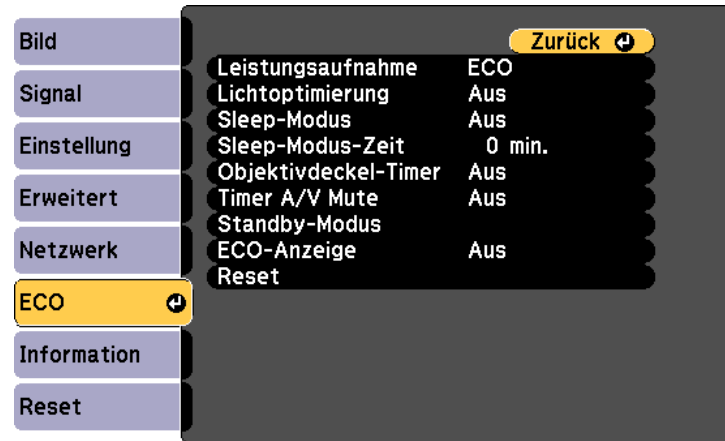 Bild
Signal
Einstellung
Erweitert
Netzwerk
ECO
Information
Reset
Zurück
Leistungsaufnahme ECO
Lichtoptimierung Aus
Sleep-Modus Aus
Sleep-Modus-Zeit 0 min.
Objektivdeckel-Timer Aus
Timer A/V Mute Aus
Standby-Modus
ECO-Anzeige Aus
Reset